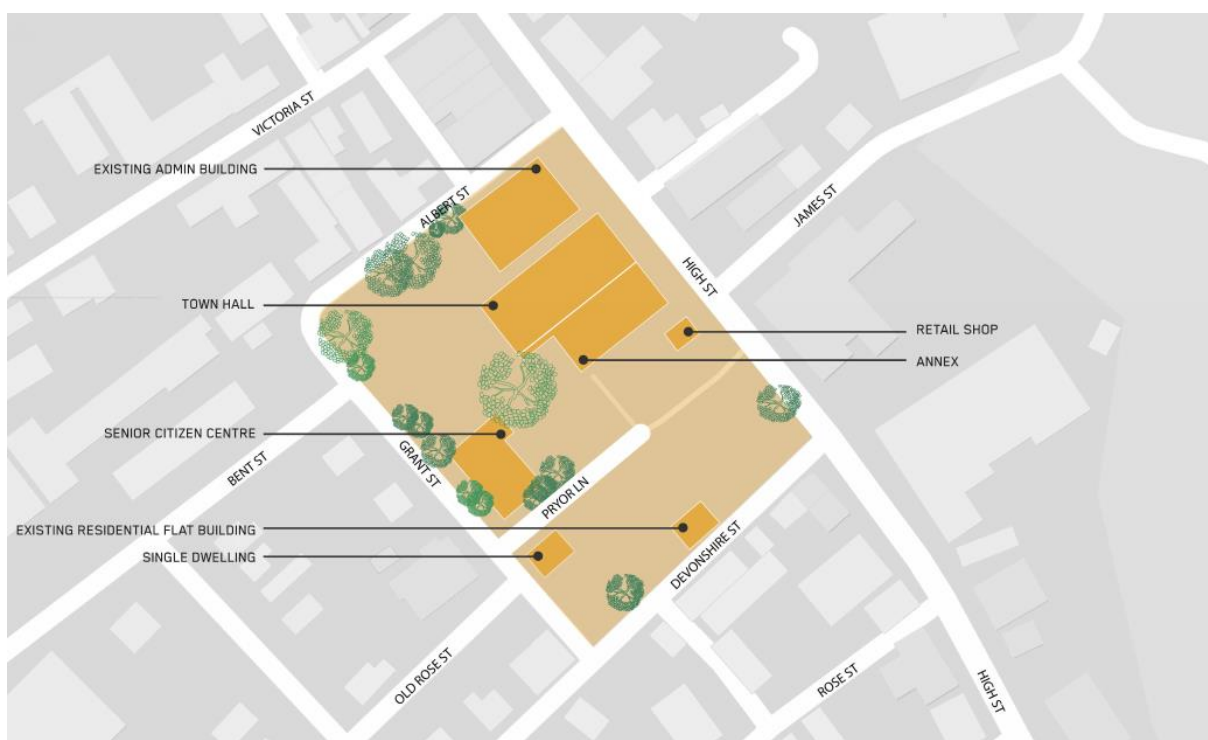 VICTORIA ST
EXISTING ADMIN BUILDING
ALBERT ST
JAMES ST
HIGH ST
TOWN HALL
RETAIL SHOP
ANNEX
SENIOR CITIZEN CENTRE
BENT ST
GRANT ST
PRYOR LN
EXISTING RESIDENTIAL FLAT BUILDING
SINGLE DWELLING
DEVONSHIRE ST
OLD ROSE ST
ROSE ST
HIGH ST